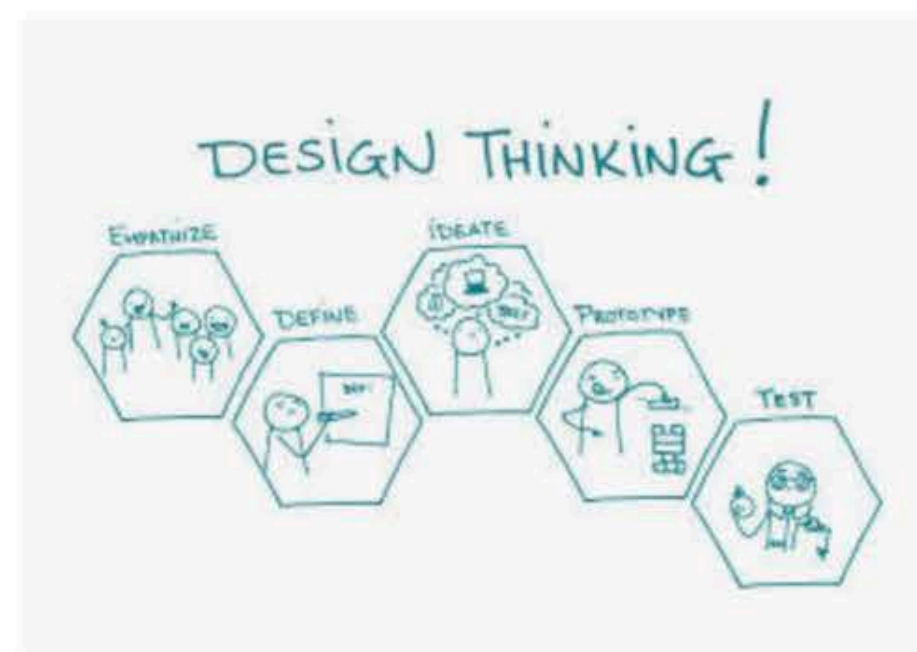 DESiGN THiNKiNG!
EMPATHIZE
DEFiNE
iDEATE
PROTOTYPE
TEST